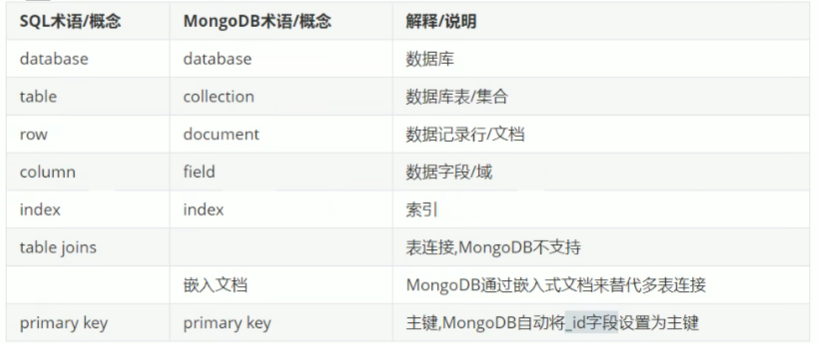 SQL术语/概念 MongoDB术语/概念 解释/说明
database database 数据库
table collection 数据库表/集合
row document 数据记录行/文档
column field 数据字段/域
index index 索引
table joins 表连接,MongoDB不支持
嵌入文档 MongoDB通过嵌入式文档来替代多表连接
primary key primary key 主键,MongoDB自动将_id字段设置为主键